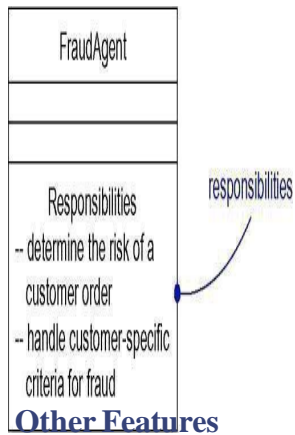 FraudAgent
Responsibilities
-- determine the risk of a
customer order
-- handle customer-specific
criteria for fraud
responsibilities
Other Features